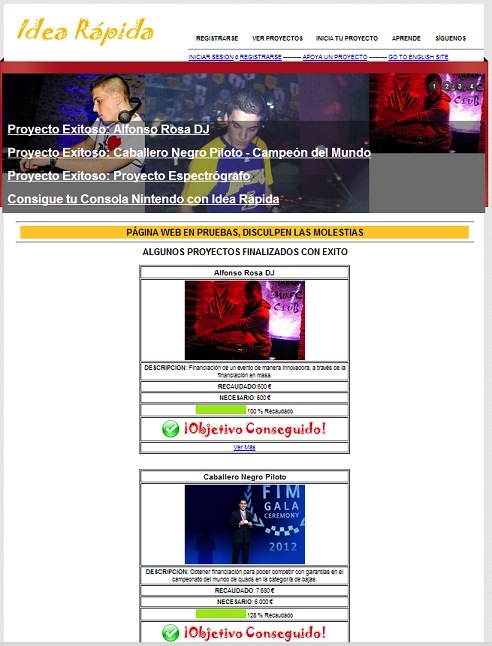 Idea Rápida
REGISTRARSE VER PROYECTOS INICIA TU PROYECTO APRENDE SÍGUENOS
INICIAR SESION o REGISTRARSE --------- APOYA UN PROYECTO --------- GO TO ENGLISH SITE
1 2 3 4
Proyecto Exitoso: Alfonso Rosa DJ
Proyecto Exitoso: Caballero Negro Piloto - Campeón del Mundo
Proyecto Exitoso: Proyecto Espectrógrafo
Consigue tu Consola Nintendo con Idea Rápida
PÁGINA WEB EN PRUEBAS, DISCULPEN LAS MOLESTIAS
ALGUNOS PROYECTOS FINALIZADOS CON EXITO
Alfonso Rosa DJ
DESCRIPCION: Financiación de un evento de manera innovadora, a través de la
financiacion en masa.
RECAUDADO:600 €
NECESARIO: 600 €
100 % Recaudado
¡Objetivo Conseguido!
Ver Más
Caballero Negro Piloto
FIM
GALA
CEREMONY
2012
DESCRIPCION: Obtener financiación para poder competir con garantías en el
campeonato del mundo de quads en la categoría de bajas.
RECAUDADO: 7.680 €
NECESARIO: 6.000 €
128 % Recaudado
¡Objetivo Conseguido!